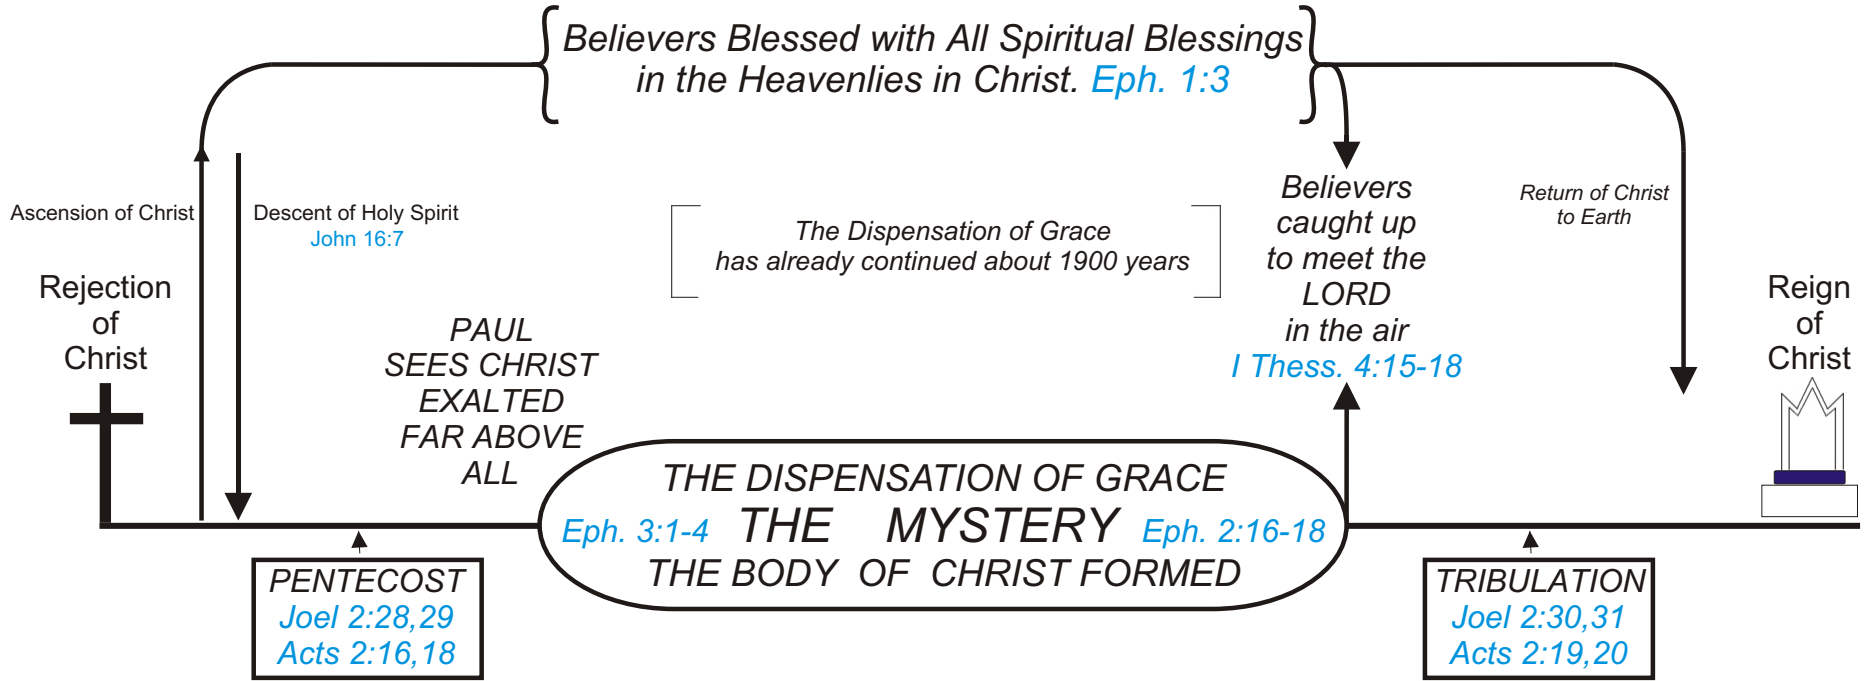 Believers Blessed with All Spiritual Blessings
in the Heavenlies in Christ. Eph. 1:3
Ascension of Christ
Descent of Holy Spirit
John 16:7
The Dispensation of Grace
has already continued about 1900 years
Believers
caught up
to meet the
LORD
in the air
I Thess. 4:15-18
Return of Christ
to Earth
Rejection
of
Christ
PAUL
SEES CHRIST
EXALTED
FAR ABOVE
ALL
Reign
of
Christ
THE DISPENSATION OF GRACE
Eph. 3:1-4 THE MYSTERY Eph. 2:16-18
THE BODY OF CHRIST FORMED
PENTECOST
Joel 2:28,29
Acts 2:16,18
TRIBULATION
Joel 2:30,31
Acts 2:19,20